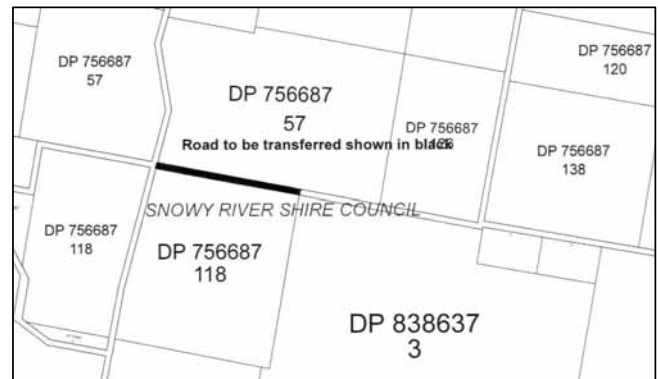 DP 756687
57
DP 756687
120
DP 756687
57
DP 756687
Road to be transferred shown in black
DP 756687
138
SNOWY RIVER SHIRE COUNCIL
DP 756687
118
DP 756687
118
DP 838637
3